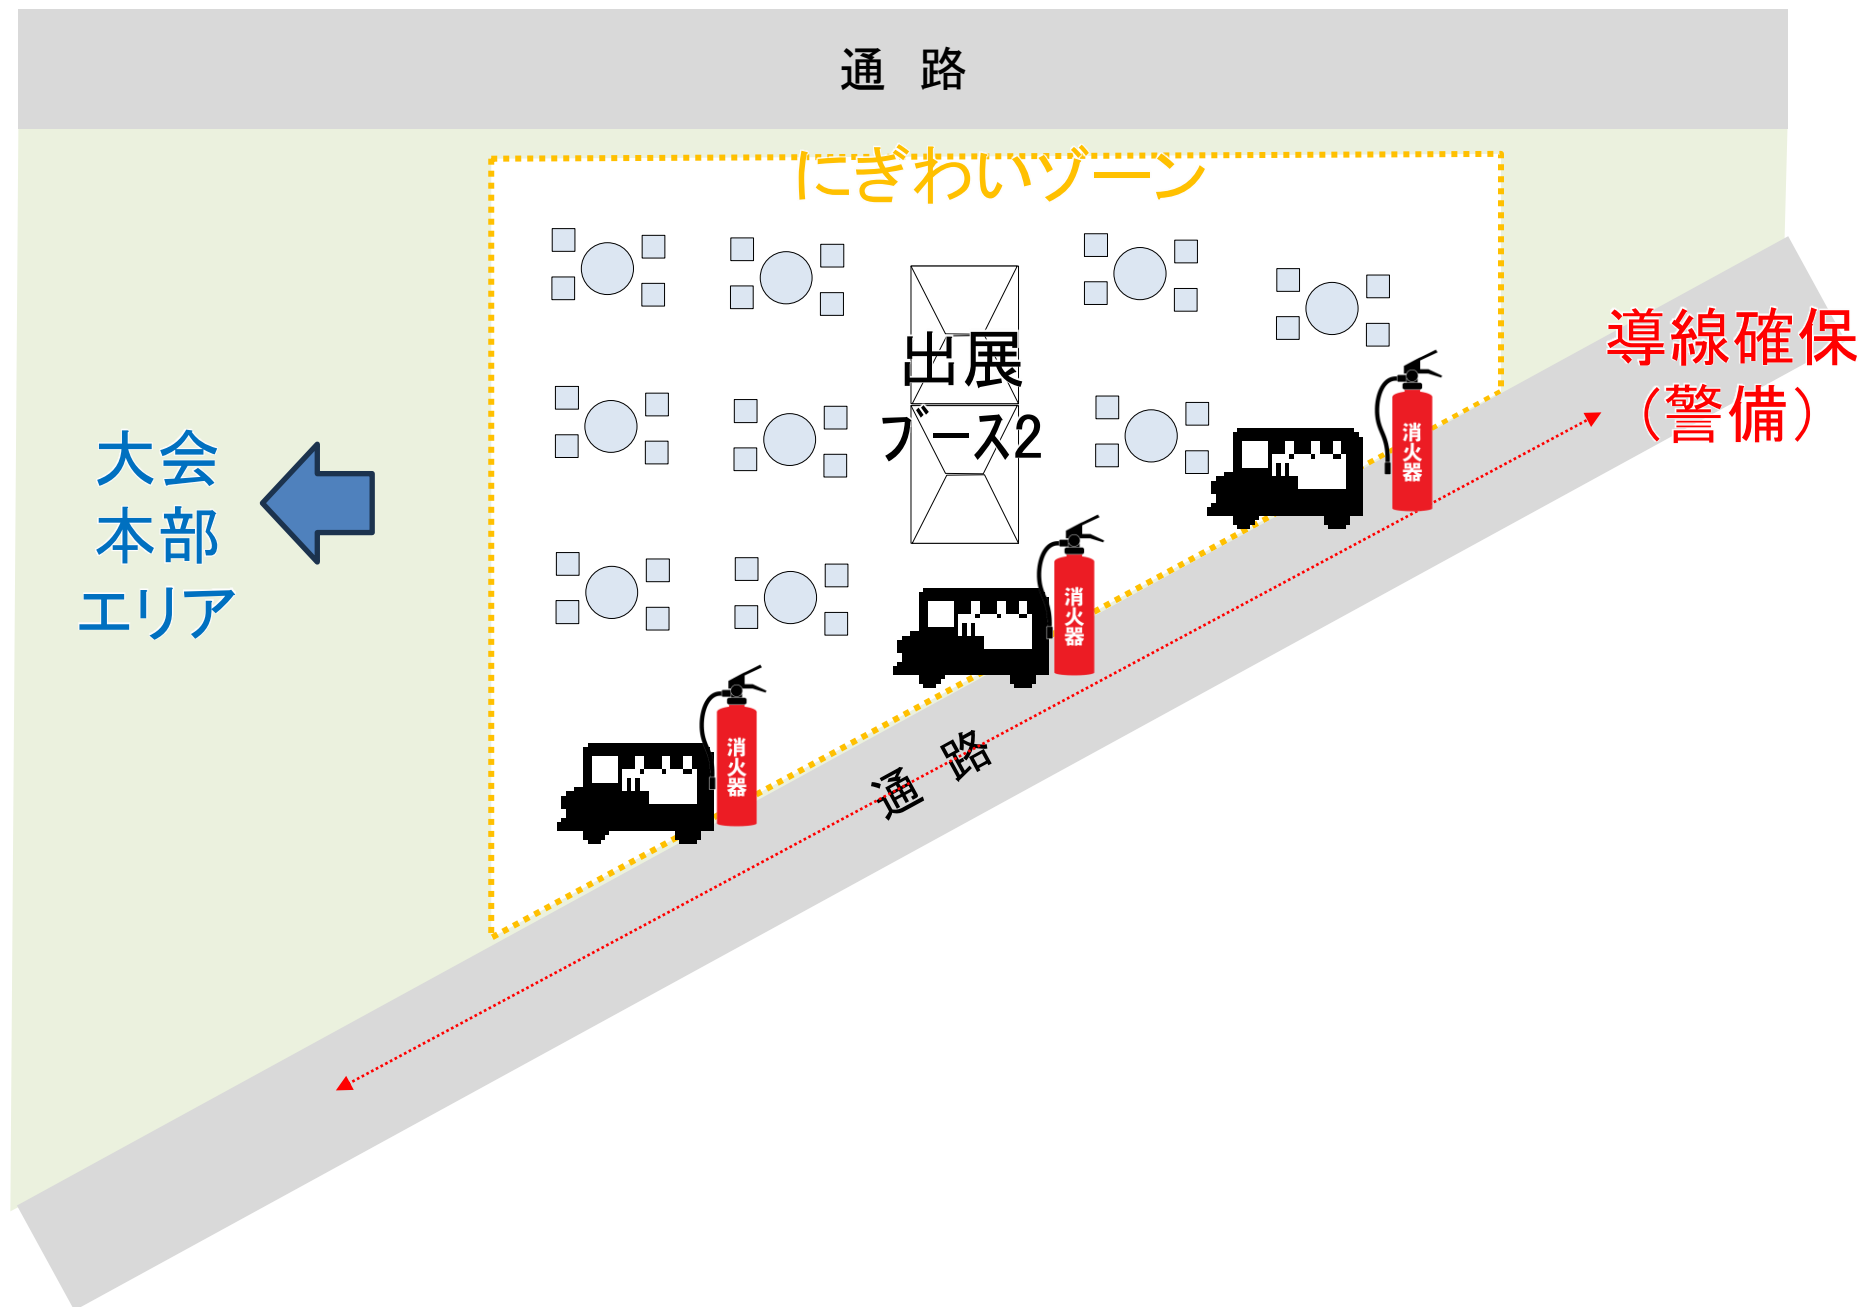 通　路
にぎわいゾーン
出展
ブース2
導線確保
（警備）
大会
本部
エリア
消火器
消火器
消火器
通　路